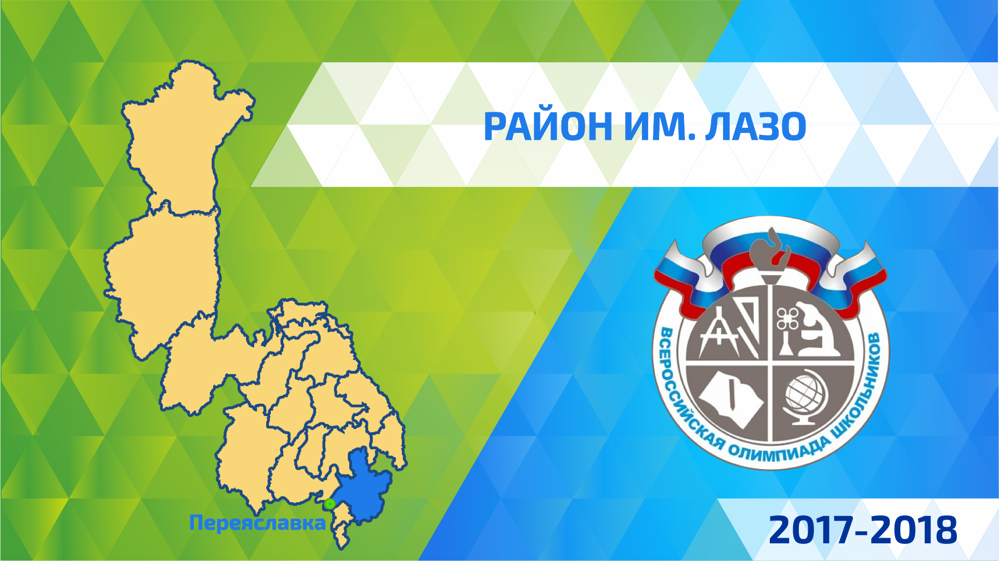 РАЙОН ИМ. ЛАЗО
ВСЕРОССИЙСКАЯ ОЛИМПИАДА ШКОЛЬНИКОВ
Переяславка
2017-2018